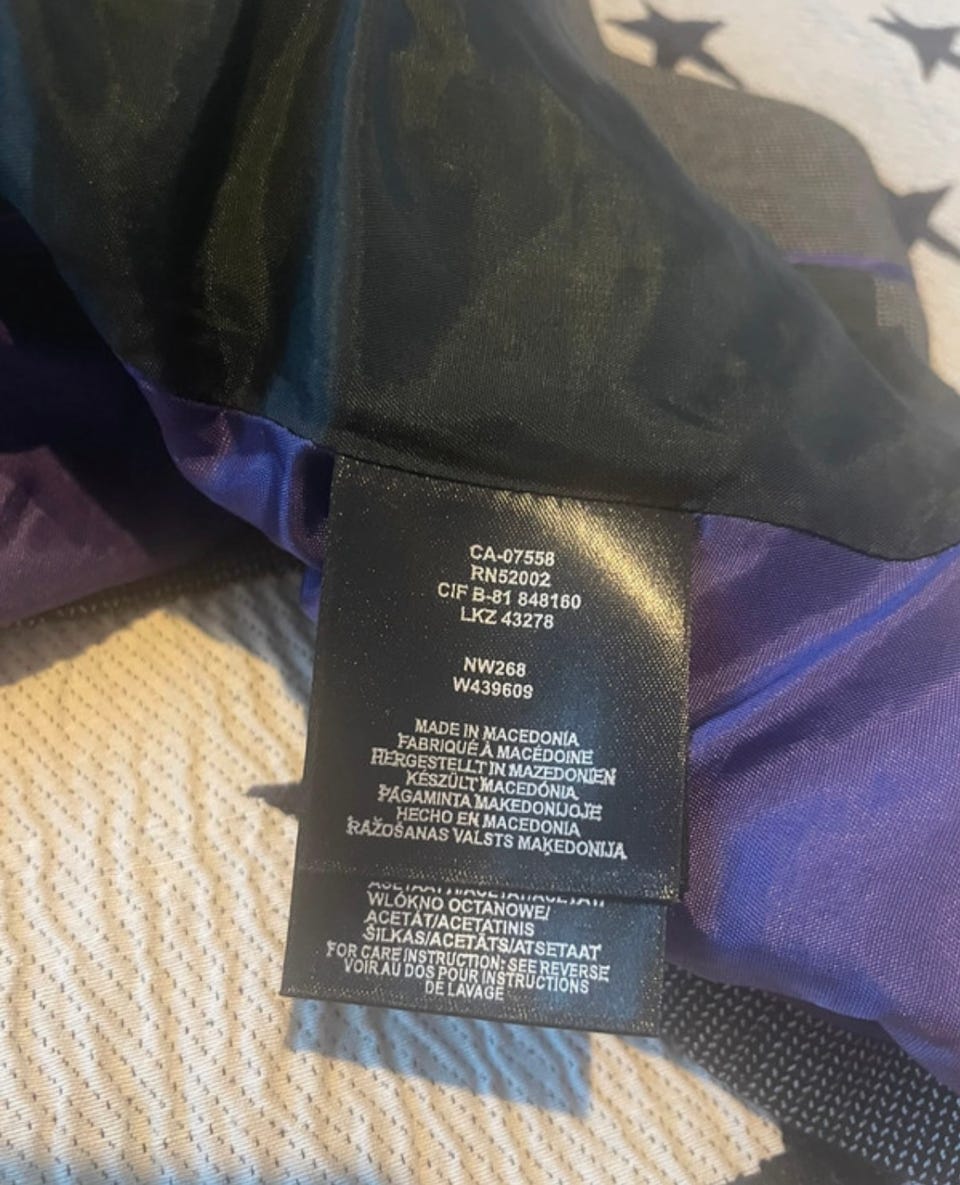 CA-07558
RN52002
CIF B-81 848160
LKZ 43278
NW268
W439609
MADE IN MACEDONIA
FABRIQUÉ À MACÉDOINE
HERGESTELLT IN MAZEDONIEN
KÉSZÜLT MACEDÓNIA
PAGAMINTA MAKEDONIJOJE
HECHO EN MACEDONIA
RAŽOŠANAS VALSTS MAĶEDONIJA
WŁÓKNO OCTANOWE/
ACETÁT/ACETATINIS
ŠILKAS/ACETĀTS/ATSETAAT
FOR CARE INSTRUCTION: SEE REVERSE
VOIR AU DOS POUR INSTRUCTIONS
DE LAVAGE